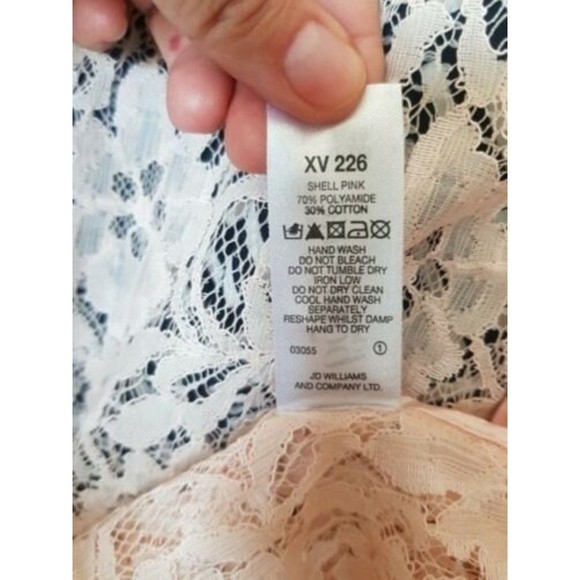 XV 226
SHELL PINK
70% POLYAMIDE
30% COTTON
HAND WASH
DO NOT BLEACH
DO NOT TUMBLE DRY
IRON LOW
DO NOT DRY CLEAN
COOL HAND WASH
SEPARATELY
RESHAPE WHILST DAMP
HANG TO DRY
03055 1
JD WILLIAMS
AND COMPANY LTD.